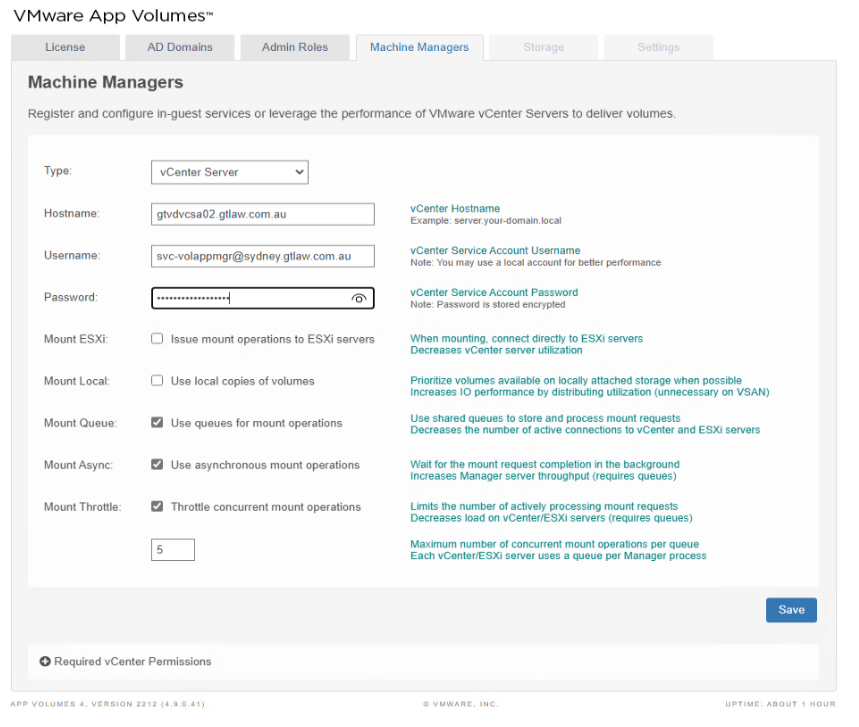 VMware App Volumes™
License
AD Domains
Admin Roles
Machine Managers
Storage
Settings
Machine Managers
Register and configure in-guest services or leverage the performance of VMware vCenter Servers to deliver volumes.
Type:
vCenter Server
Hostname:
gtvdvcsa02.gtlaw.com.au
vCenter Hostname
Example: server.your-domain.local
Username:
svc-volappmgr@sydney.gtlaw.com.au
vCenter Service Account Username
Note: You may use a local account for better performance
Password:
••••••••••••••••••
vCenter Service Account Password
Note: Password is stored encrypted
Mount ESXi:
Issue mount operations to ESXi servers
When mounting, connect directly to ESXi servers
Decreases vCenter server utilization
Mount Local:
Use local copies of volumes
Prioritize volumes available on locally attached storage when possible
Increases IO performance by distributing utilization (unnecessary on VSAN)
Mount Queue:
Use queues for mount operations
Use shared queues to store and process mount requests
Decreases the number of active connections to vCenter and ESXi servers
Mount Async:
Use asynchronous mount operations
Wait for the mount request completion in the background
Increases Manager server throughput (requires queues)
Mount Throttle:
Throttle concurrent mount operations
Limits the number of actively processing mount requests
Decreases load on vCenter/ESXi servers (requires queues)
5
Maximum number of concurrent mount operations per queue
Each vCenter/ESXi server uses a queue per Manager process
Save
Required vCenter Permissions
APP VOLUMES 4, VERSION 2212 (4.9.0.41)
© VMWARE, INC.
UPTIME: ABOUT 1 HOUR